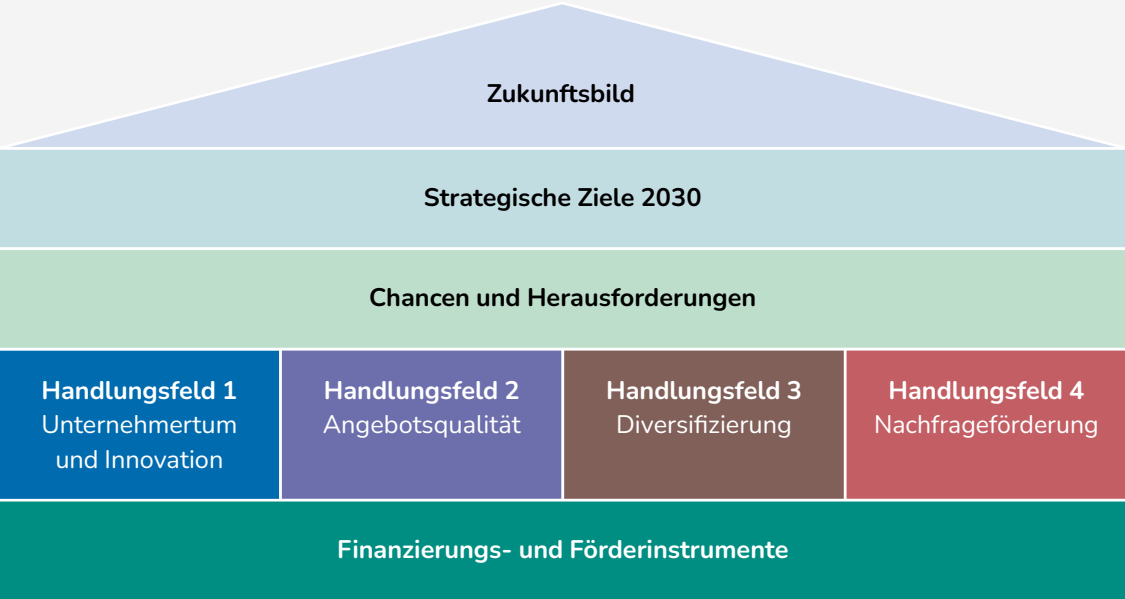 Zukunftsbild
Strategische Ziele 2030
Chancen und Herausforderungen
Handlungsfeld 1
Unternehmertum
und Innovation
Handlungsfeld 2
Angebotsqualität
Handlungsfeld 3
Diversifizierung
Handlungsfeld 4
Nachfrageförderung
Finanzierungs- und Förderinstrumente